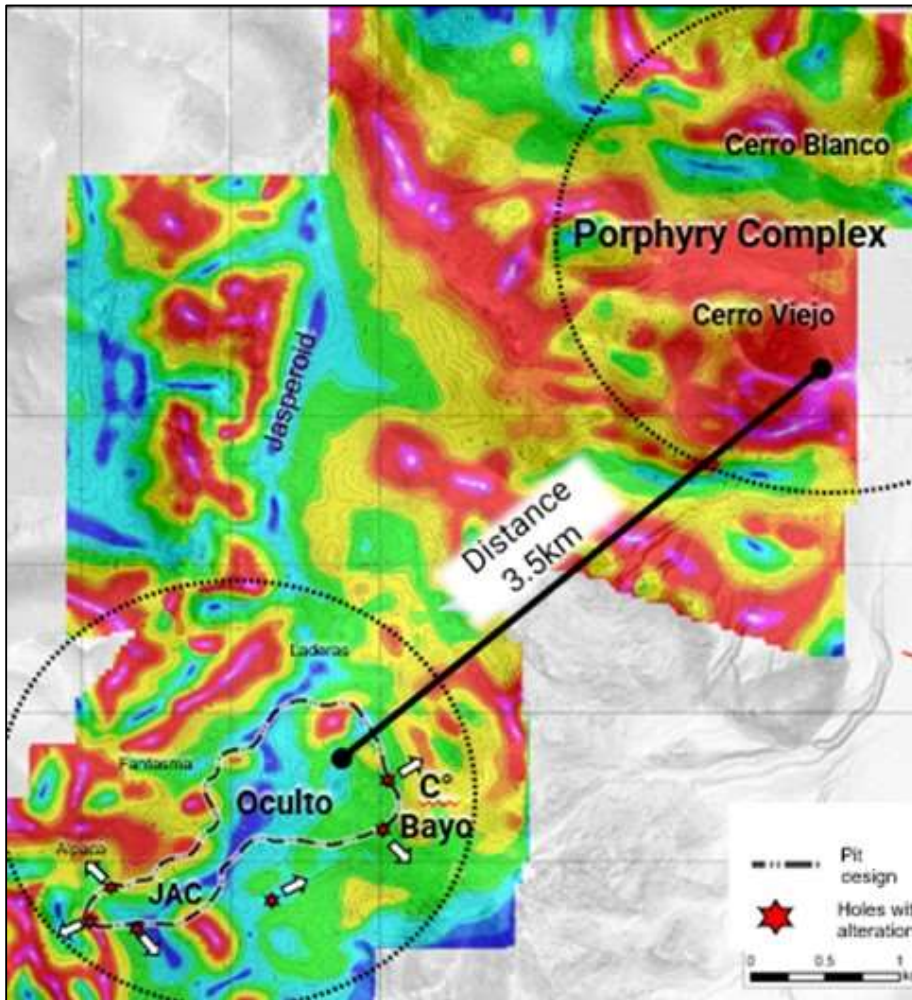 Cerro Blanco
Porphyry Complex
Cerro Viejo
Jasperoid
Distance
3.5km
Laderas
Fantasma
Oculto
C°
Bayo
Alpaca
JAC
Pit
design
Holes wit
alteration
0 0.5 1
k